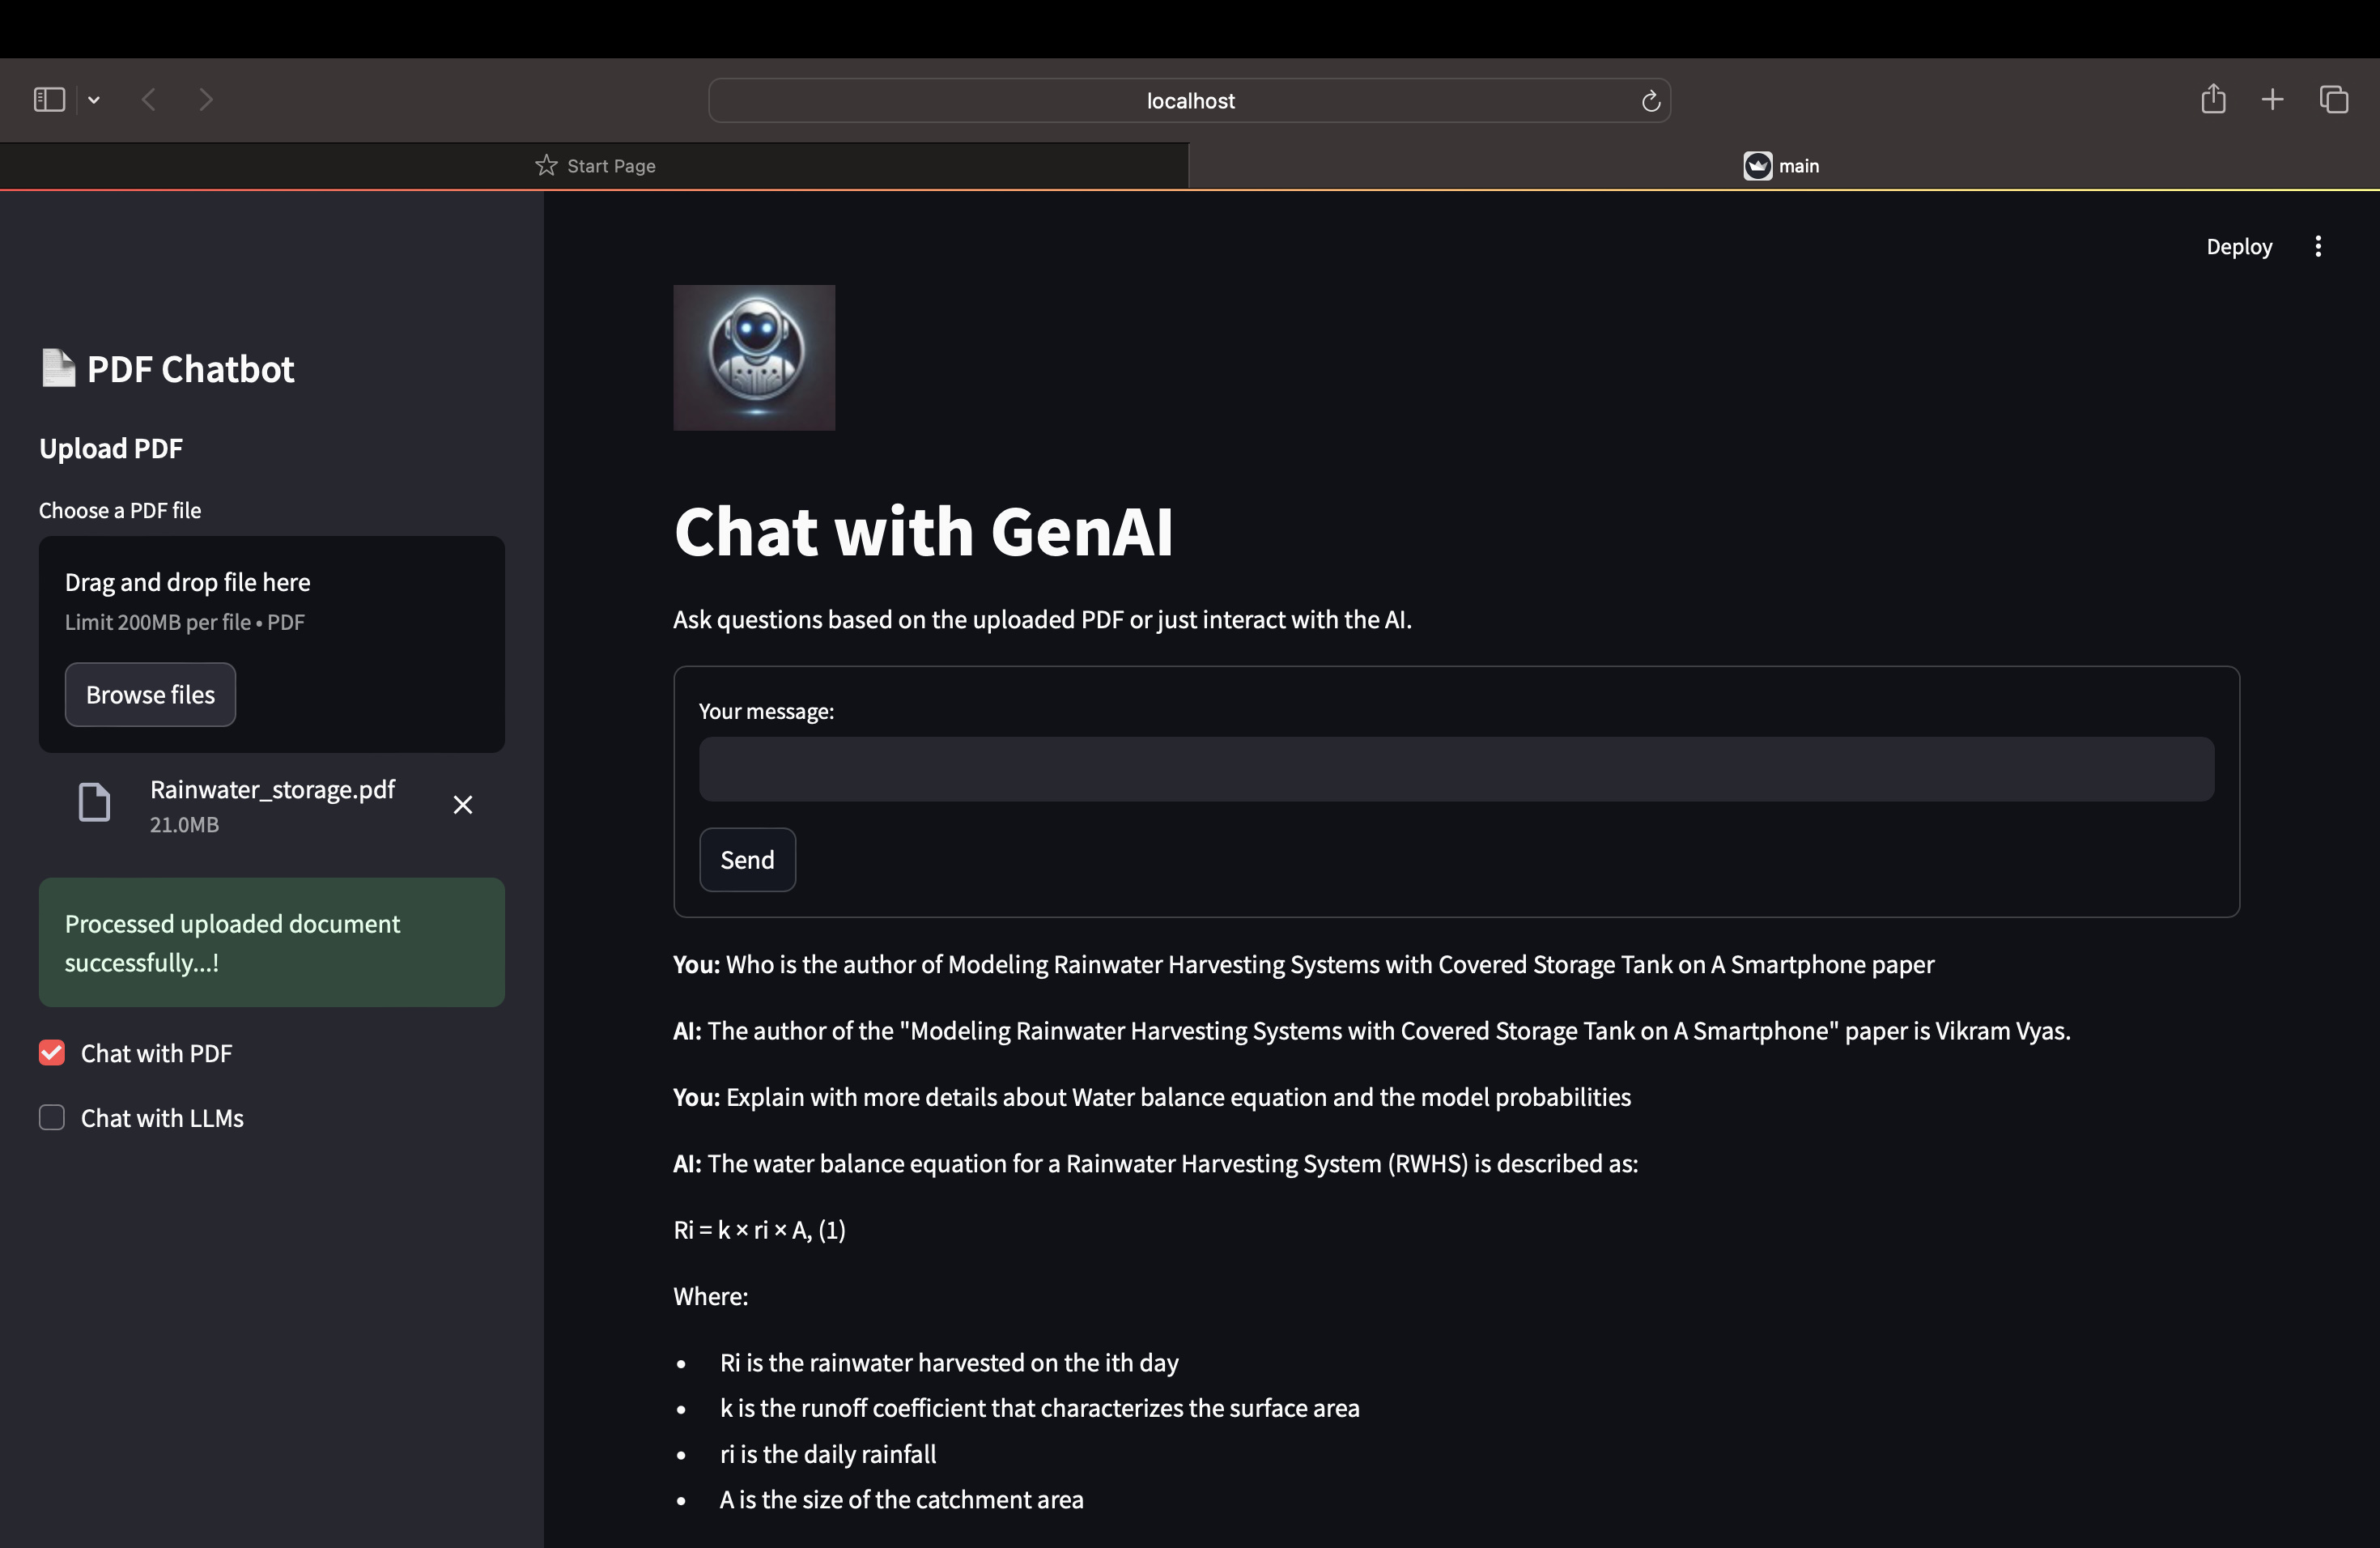 localhost
Start Page
main
Deploy
PDF Chatbot
Upload PDF
Choose a PDF file
Drag and drop file here
Limit 200MB per file • PDF
Browse files
Rainwater_storage.pdf
21.0MB
Processed uploaded document
successfully...!
Chat with PDF
Chat with LLMs
Chat with GenAI
Ask questions based on the uploaded PDF or just interact with the AI.
Your message:
Send
You: Who is the author of Modeling Rainwater Harvesting Systems with Covered Storage Tank on A Smartphone paper
AI: The author of the "Modeling Rainwater Harvesting Systems with Covered Storage Tank on A Smartphone" paper is Vikram Vyas.
You: Explain with more details about Water balance equation and the model probabilities
AI: The water balance equation for a Rainwater Harvesting System (RWHS) is described as:
Ri = k × ri × A, (1)
Where:
• Ri is the rainwater harvested on the ith day
• k is the runoff coefficient that characterizes the surface area
• ri is the daily rainfall
• A is the size of the catchment area